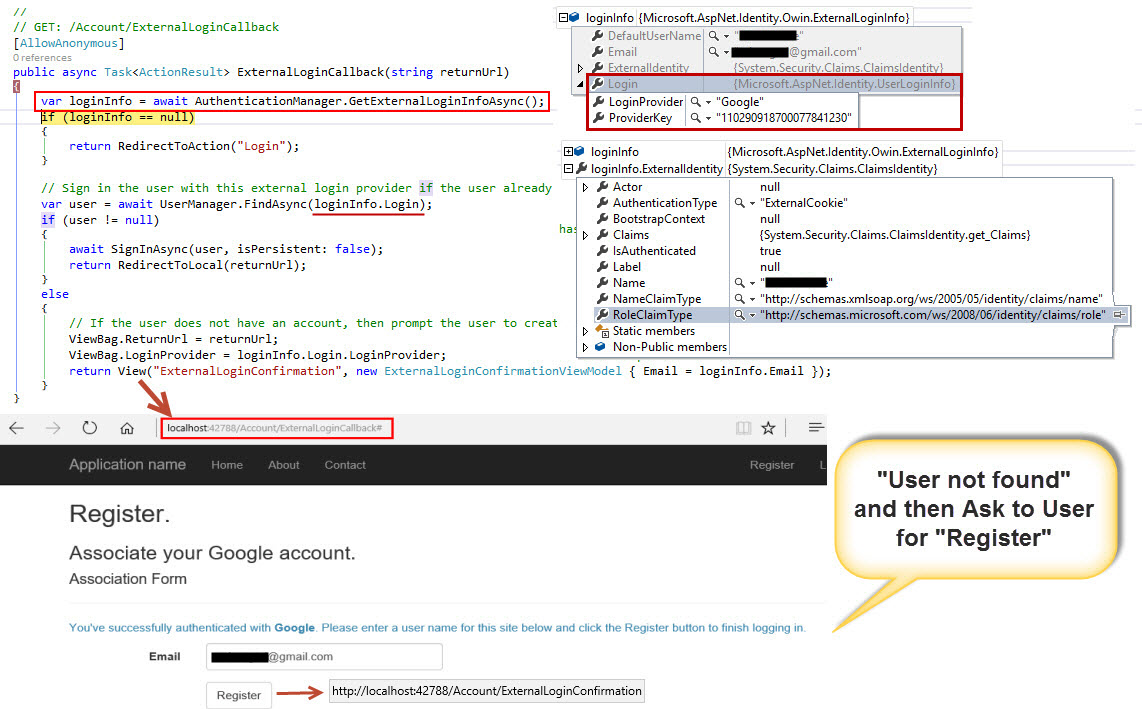 //
// GET: /Account/ExternalLoginCallback
[AllowAnonymous]
0 references
public async Task<ActionResult> ExternalLoginCallback(string returnUrl)
{
var loginInfo = await AuthenticationManager.GetExternalLoginInfoAsync();
if (loginInfo == null)
{
return RedirectToAction("Login");
}
// Sign in the user with this external login provider if the user already
has
var user = await UserManager.FindAsync(loginInfo.Login);
if (user != null)
{
await SignInAsync(user, isPersistent: false);
return RedirectToLocal(returnUrl);
}
else
{
// If the user does not have an account, then prompt the user to creat
ViewBag.ReturnUrl = returnUrl;
ViewBag.LoginProvider = loginInfo.Login.LoginProvider;
return View("ExternalLoginConfirmation", new ExternalLoginConfirmationViewModel { Email = loginInfo.Email });
}
}
loginInfo {Microsoft.AspNet.Identity.Owin.ExternalLoginInfo}
DefaultUserName "
Email @gmail.com"
ExternalIdentity {System.Security.Claims.ClaimsIdentity}
Login {Microsoft.AspNet.Identity.UserLoginInfo}
LoginProvider "Google"
ProviderKey "110290918700077841230"
loginInfo {Microsoft.AspNet.Identity.Owin.ExternalLoginInfo}
loginInfo.ExternalIdentity {System.Security.Claims.ClaimsIdentity}
Actor null
AuthenticationType "ExternalCookie"
BootstrapContext null
Claims {System.Security.Claims.ClaimsIdentity.get_Claims}
IsAuthenticated true
Label null
Name " "
NameClaimType "http://schemas.xmlsoap.org/ws/2005/05/identity/claims/name"
RoleClaimType "http://schemas.microsoft.com/ws/2008/06/identity/claims/role"
Static members
Non-Public members
localhost:42788/Account/ExternalLoginCallback#
Application name Home About Contact Register L
Register.
Associate your Google account.
Association Form
You've successfully authenticated with Google. Please enter a user name for this site below and click the Register button to finish logging in.
Email @gmail.com
Register http://localhost:42788/Account/ExternalLoginConfirmation
"User not found"
and then Ask to User
for "Register"